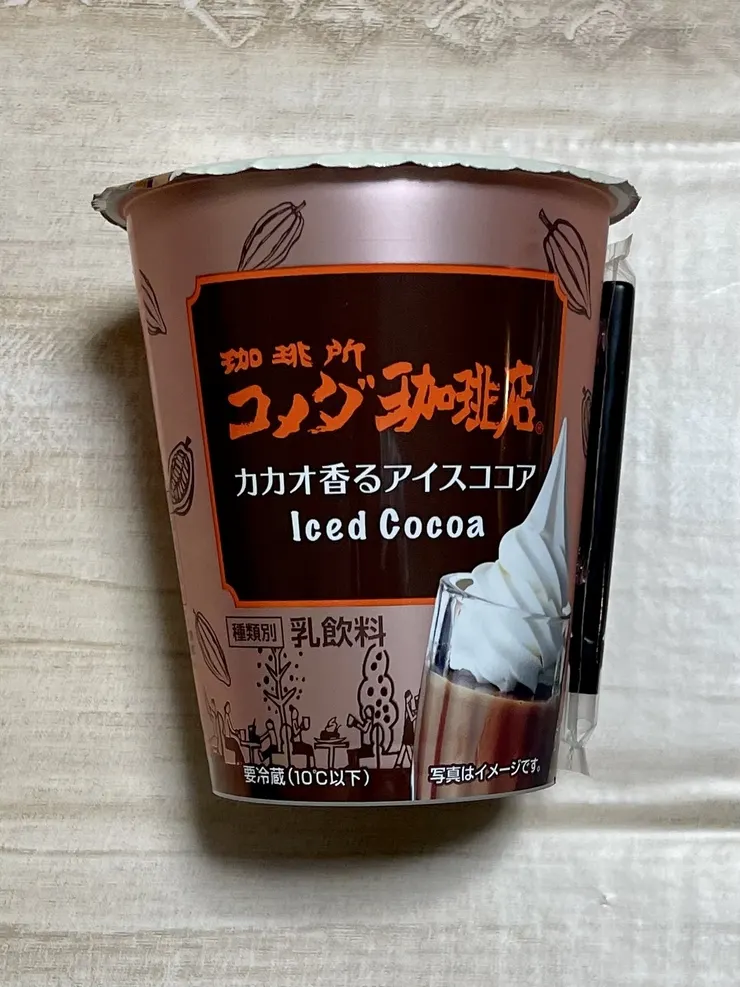 珈琲所
コメダ珈琲店®
カカオ香るアイスココア
Iced Cocoa
種類別 乳飲料
要冷蔵(10℃以下)
写真はイメージです。